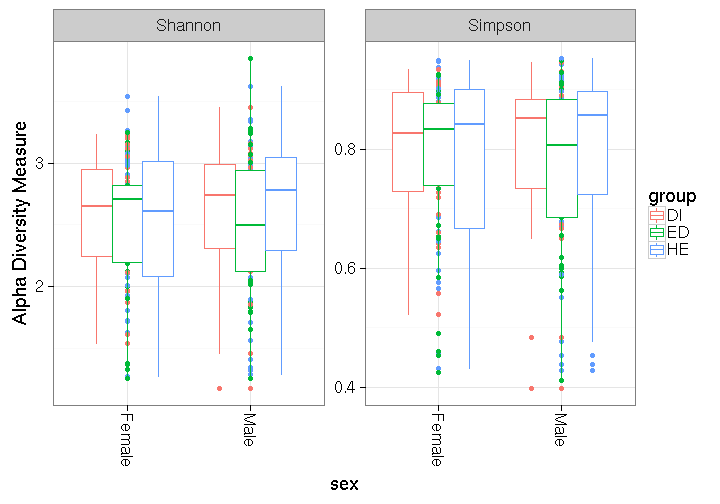 Shannon
Simpson
Alpha Diversity Measure
3
2
0.8
0.6
0.4
Female
Male
Female
Male
sex
group
DI
ED
HE